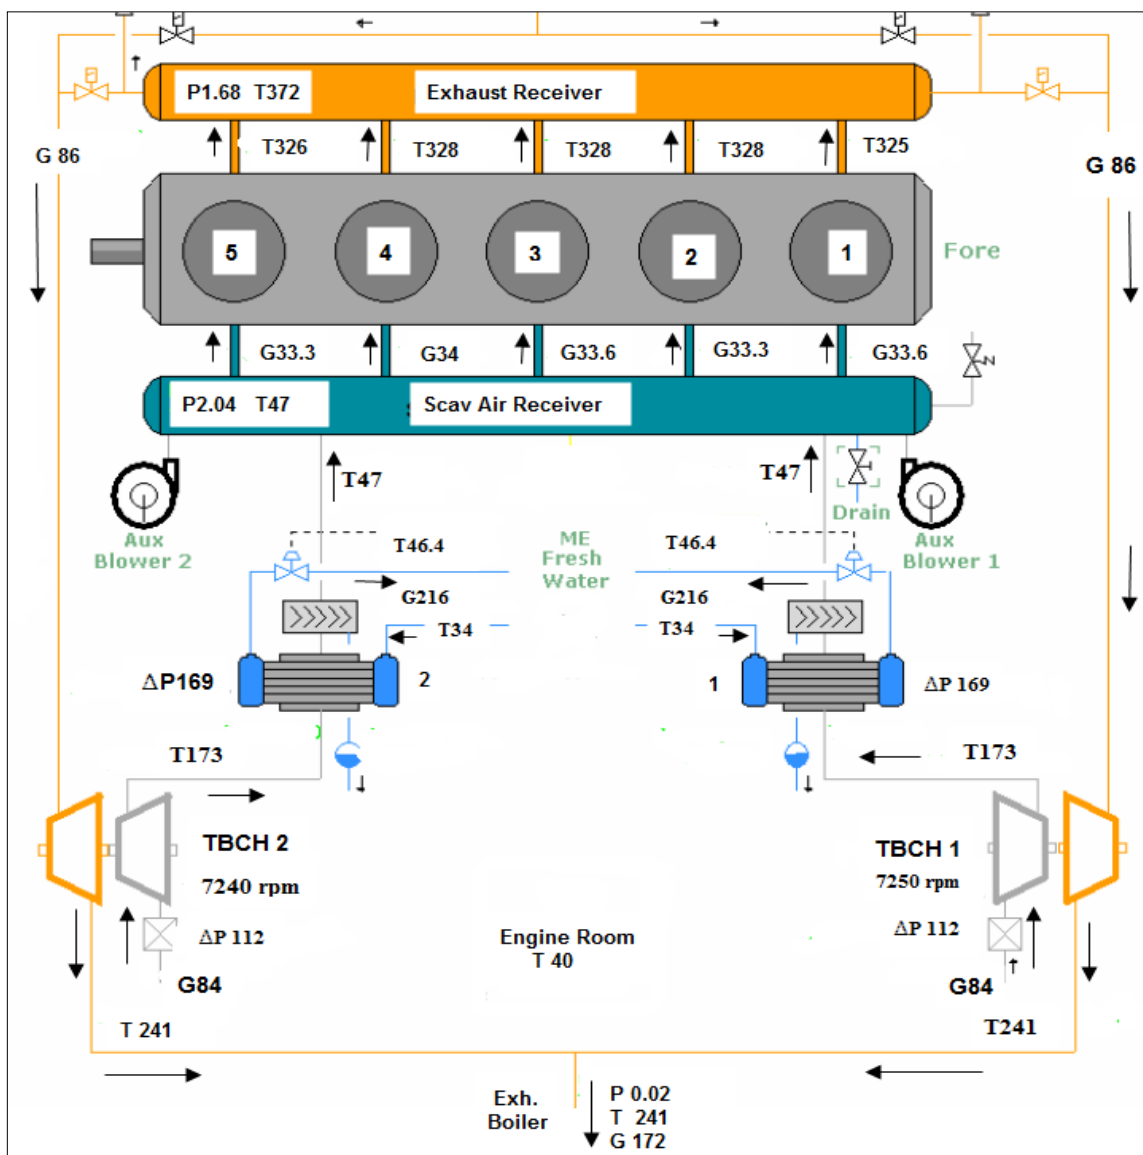 P1.68 T372 Exhaust Receiver
T326 T328 T328 T328 T325
G 86
G 86
5 4 3 2 1
Fore
G33.3 G34 G33.6 G33.3 G33.6
P2.04 T47 Scav Air Receiver
T47
T47
Aux
Blower 2
Drain
Aux
Blower 1
T46.4
ME
Fresh
Water
T46.4
G216
G216
T34
T34
ΔP169
2
1
ΔP 169
T173
T173
TBCH 2
7240 rpm
TBCH 1
7250 rpm
ΔP 112
ΔP 112
Engine Room
T 40
G84
G84
T 241
T241
Exh.
Boiler
P 0.02
T 241
G 172